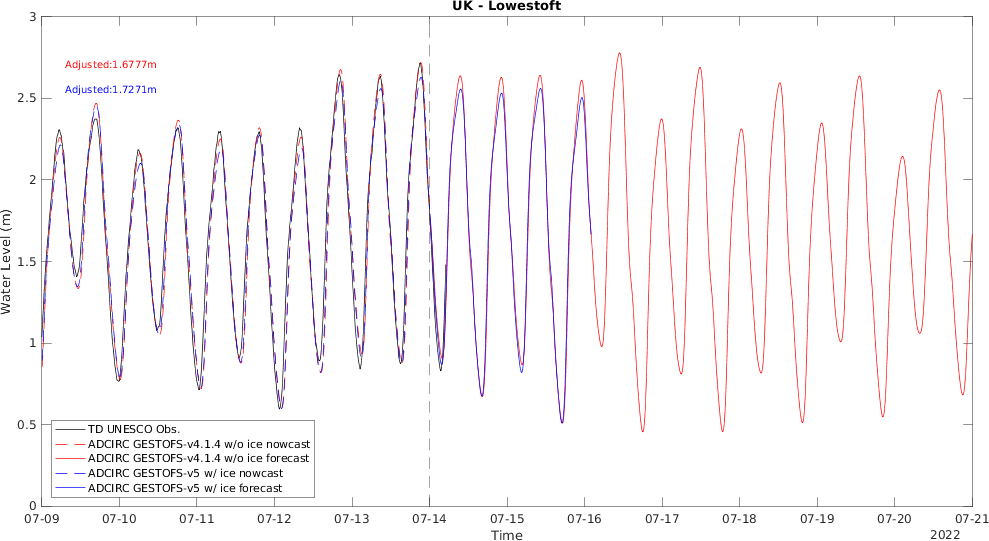 UK - Lowestoft
Adjusted:1.6777m
Adjusted:1.7271m
Water Level (m)
3
2.5
2
1.5
1
0.5
0
TD UNESCO Obs.
ADCIRC GESTOFS-v4.1.4 w/o ice nowcast
ADCIRC GESTOFS-v4.1.4 w/o ice forecast
ADCIRC GESTOFS-v5 w/ ice nowcast
ADCIRC GESTOFS-v5 w/ ice forecast
07-09 07-10 07-11 07-12 07-13 07-14 07-15 07-16 07-17 07-18 07-19 07-20 07-21
Time
2022